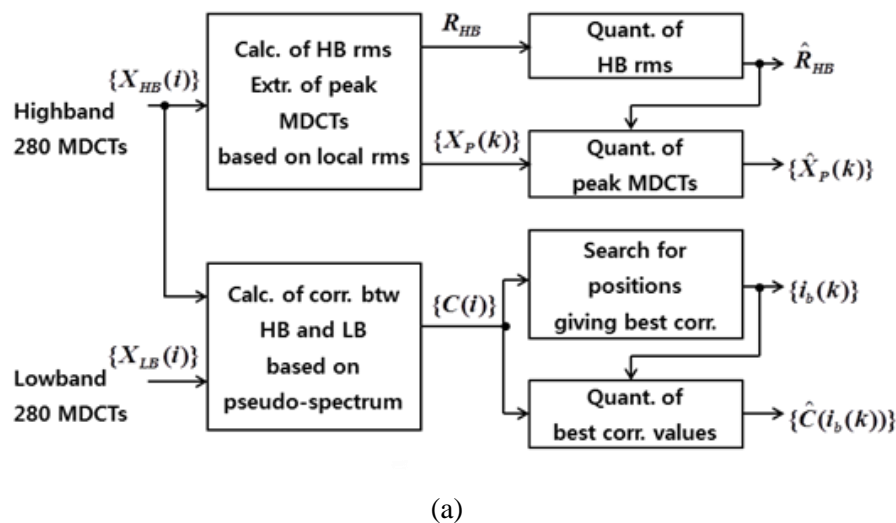 {X_HB(i)}
Highband
280 MDCTs
Calc. of HB rms
Extr. of peak
MDCTs
based on local rms
R_HB
{X_P(k)}
Quant. of
HB rms
R̂_HB
Quant. of
peak MDCTs
{X̂_P(k)}
{X_LB(i)}
Lowband
280 MDCTs
Calc. of corr. btw
HB and LB
based on
pseudo-spectrum
{C(i)}
Search for
positions
giving best corr.
{i_b(k)}
Quant. of
best corr. values
{Ĉ(i_b(k))}
(a)